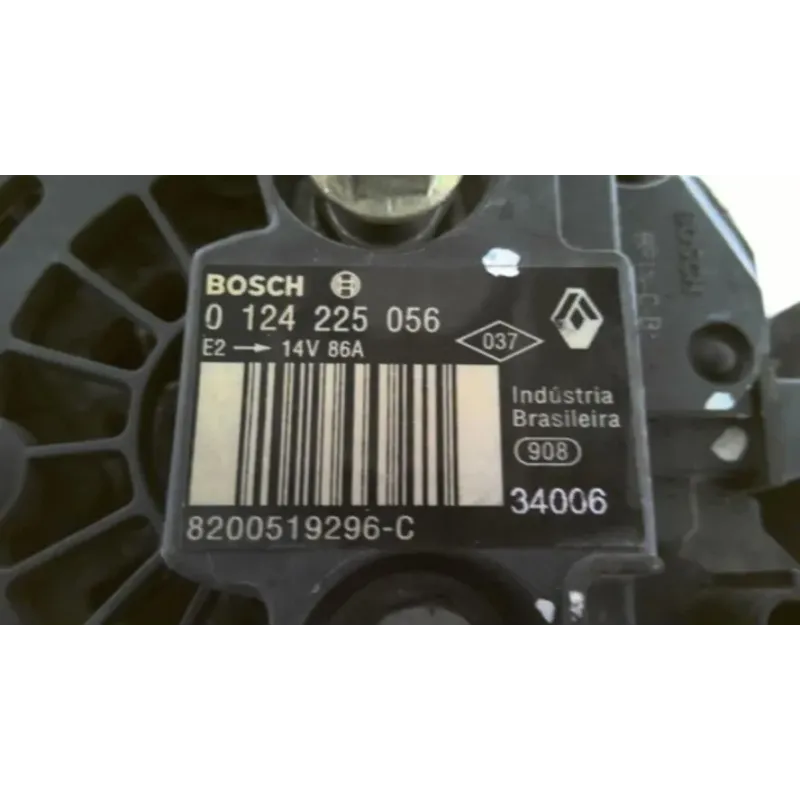 BOSCH
0 124 225 056
E2 → 14V 86A
037
Indústria
Brasileira
908
34006
8200519296-C